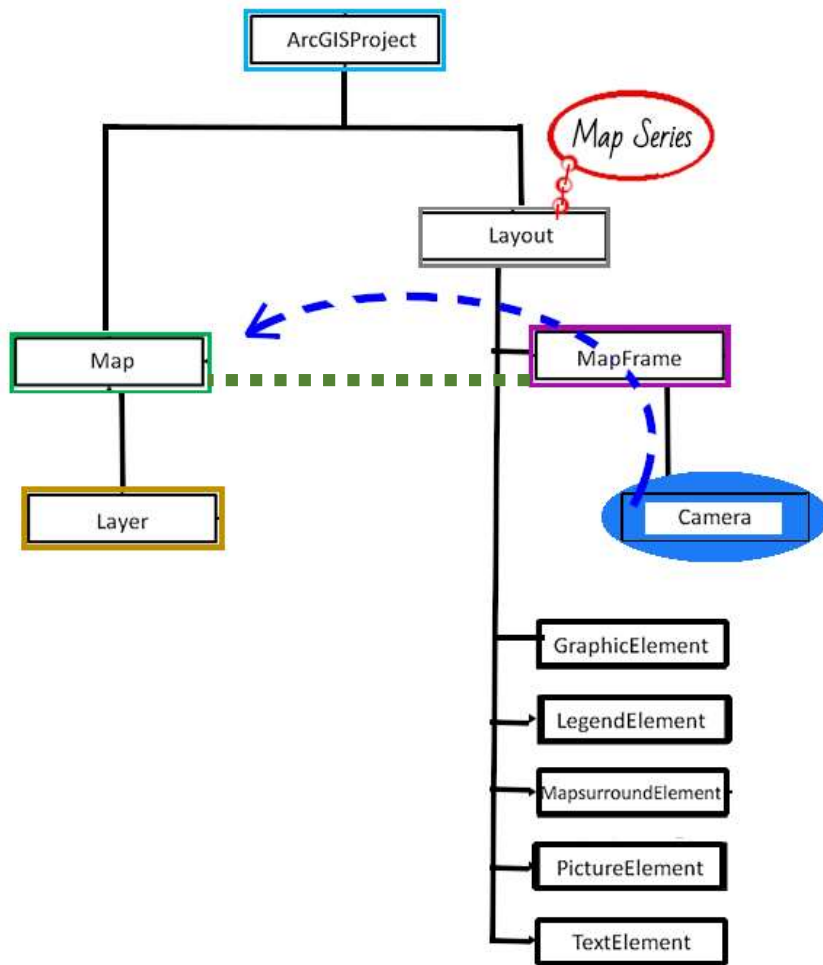 ArcGISProject
Map Series
Layout
Map
MapFrame
Layer
Camera
GraphicElement
LegendElement
MapsurroundElement
PictureElement
TextElement